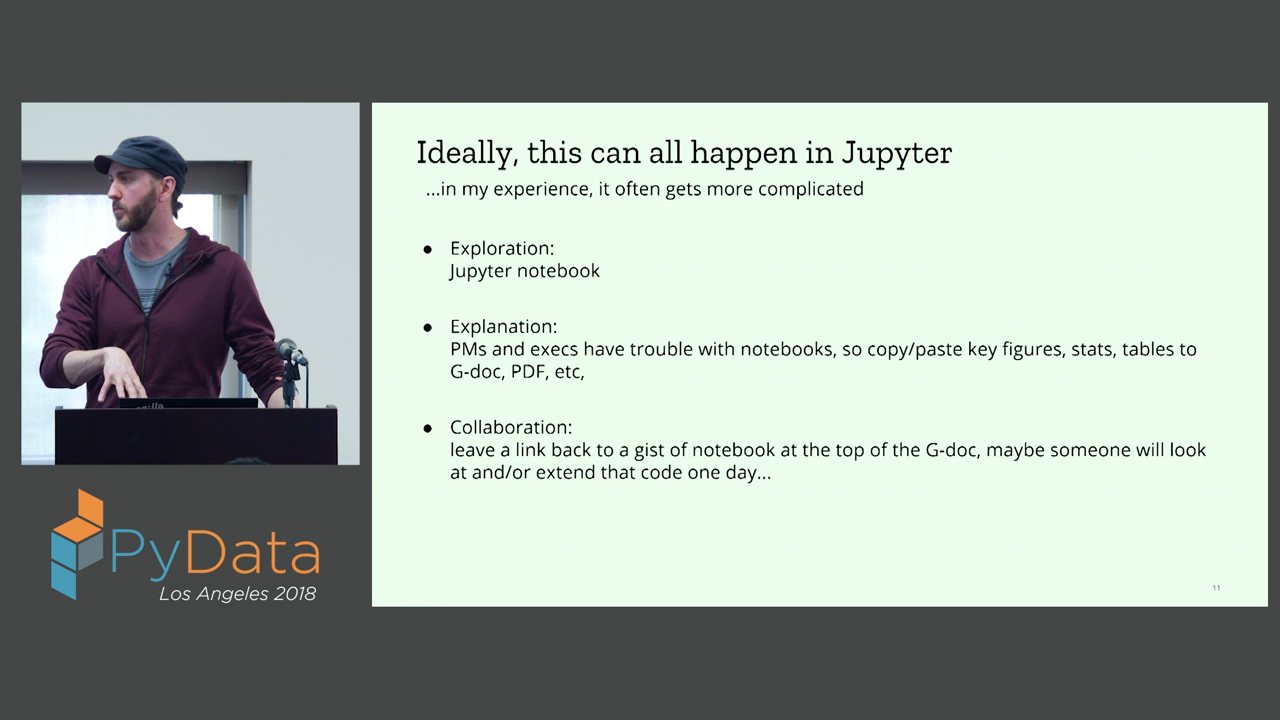 Ideally, this can all happen in Jupyter
...in my experience, it often gets more complicated
● Exploration:
Jupyter notebook
● Explanation:
PMs and execs have trouble with notebooks, so copy/paste key figures, stats, tables to
G-doc, PDF, etc,
● Collaboration:
leave a link back to a gist of notebook at the top of the G-doc, maybe someone will look
at and/or extend that code one day...
11
PyData
Los Angeles 2018